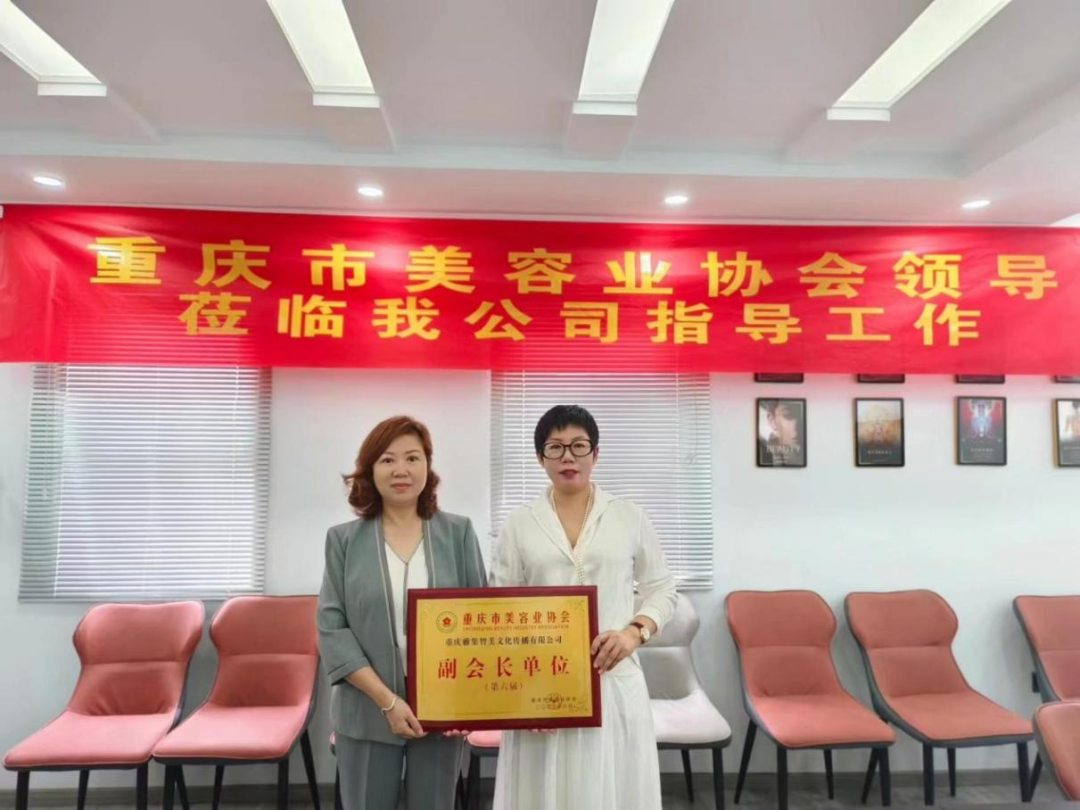 重庆市美容业协会领导
莅临我公司指导工作
BEAUTY
重庆市美容业协会
CHONGQING BEAUTY INDUSTRY ASSOCIATION
副会长单位
（第六届）